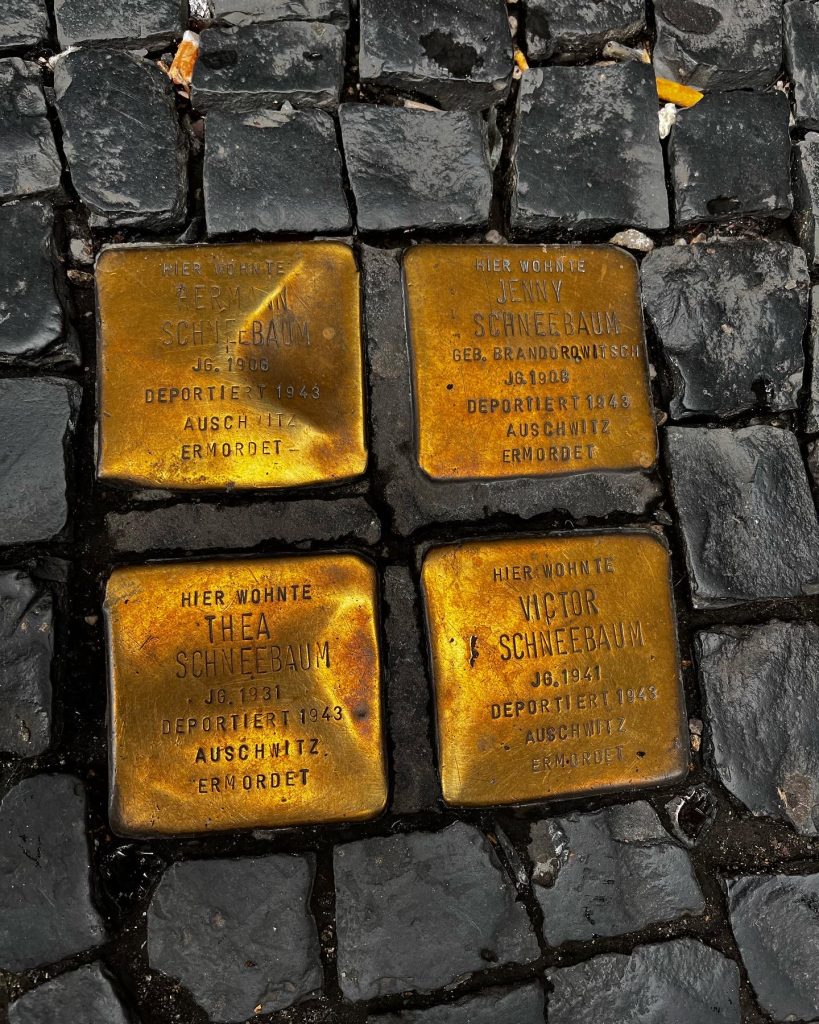 HIER WOHNTE
HERMANN
SCHNEEBAUM
JG. 1906
DEPORTIERT 1943
AUSCHWITZ
ERMORDET
HIER WOHNTE
JENNY
SCHNEEBAUM
GEB. BRANDOROWITSCH
JG. 1908
DEPORTIERT 1943
AUSCHWITZ
ERMORDET
HIER WOHNTE
THEA
SCHNEEBAUM
JG. 1931
DEPORTIERT 1943
AUSCHWITZ
ERMORDET
HIER WOHNTE
VICTOR
SCHNEEBAUM
JG. 1941
DEPORTIERT 1943
AUSCHWITZ
ERMORDET